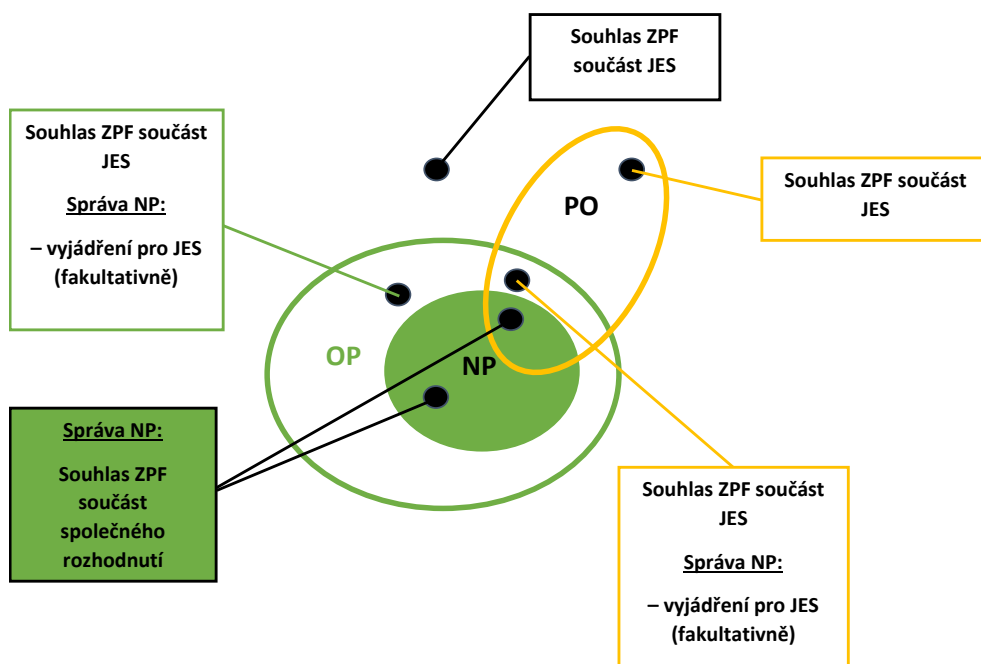 Souhlas ZPF
součást JES
Souhlas ZPF součást
JES
Správa NP:
– vyjádření pro JES
(fakultativně)
PO
Souhlas ZPF součást
JES
OP
NP
Správa NP:
Souhlas ZPF
součást
společného
rozhodnutí
Souhlas ZPF součást
JES
Správa NP:
– vyjádření pro JES
(fakultativně)